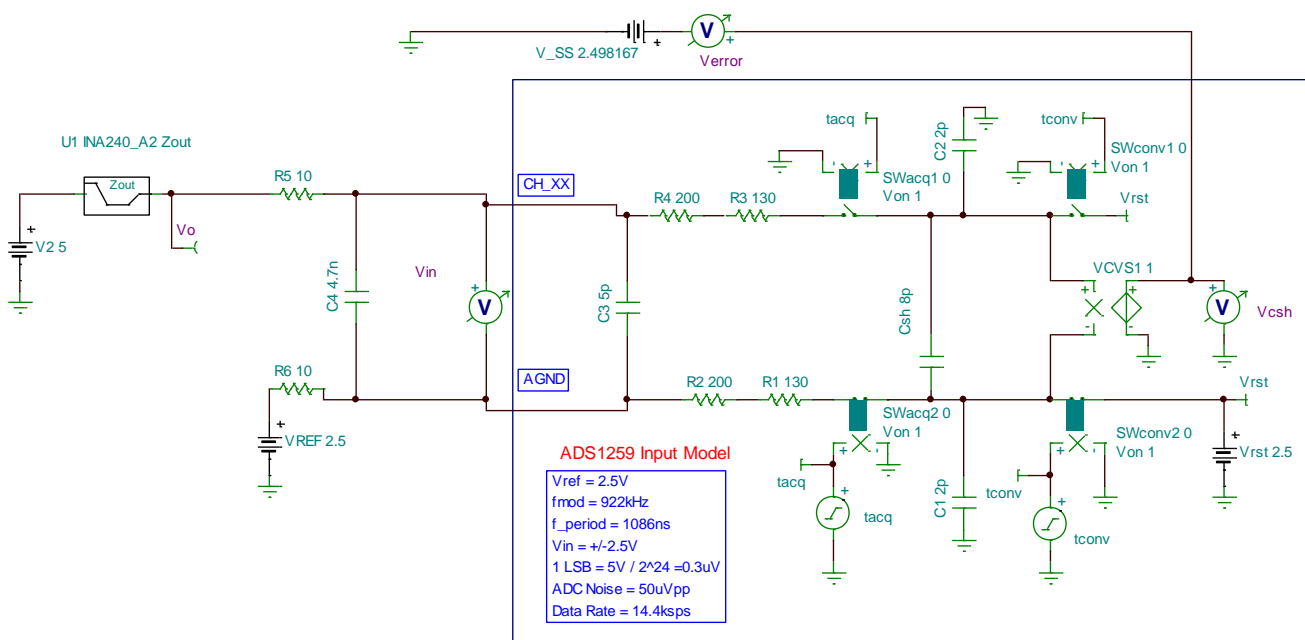 V_SS 2.498167
+
V
+
Verror
U1 INA240_A2 Zout
Zout
R5 10
Vo
+
V2 5
C4 4.7n
Vin
+
V
R6 10
+
VREF 2.5
CH_XX
AGND
C3 5p
R4 200
R3 130
tacq
-
+
SWacq1 0
Von 1
C2 2p
tconv
-
+
SWconv1 0
Von 1
Vrst
Csh 8p
VCVS1 1
+
-
+
-
+
V
Vcsh
R2 200
R1 130
SWacq2 0
Von 1
+
-
tacq
+
tacq
C1 2p
SWconv2 0
Von 1
+
-
tconv
+
tconv
Vrst
+
Vrst 2.5
ADS1259 Input Model
Vref = 2.5V
fmod = 922kHz
f_period = 1086ns
Vin = +/-2.5V
1 LSB = 5V / 2^24 =0.3uV
ADC Noise = 50uVpp
Data Rate = 14.4ksps